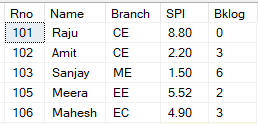 Rno Name Branch SPI Bklog
101 Raju CE 8.80 0
102 Amit CE 2.20 3
103 Sanjay ME 1.50 6
105 Meera EE 5.52 2
106 Mahesh EC 4.90 3